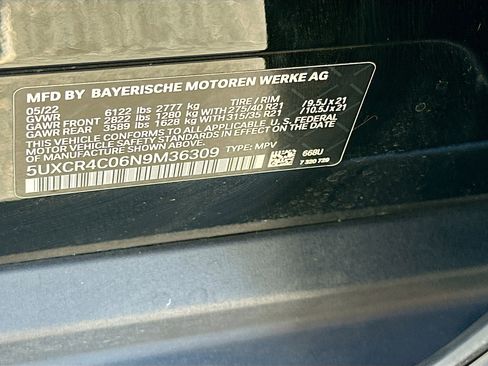 MFD BY BAYERISCHE MOTOREN WERKE AG
05/22 TIRE / RIM
GVWR 6122 lbs 2777 kg
GAWR FRONT 2822 lbs 1280 kg WITH 275/40 R21 / 9.5J x 21
GAWR REAR 3589 lbs 1628 kg WITH 315/35 R21 / 10.5J x 21
THIS VEHICLE CONFORMS TO ALL APPLICABLE FEDERAL
MOTOR VEHICLE SAFETY STANDARDS IN EFFECT ON THE DATE
OF MANUFACTURE SHOWN ABOVE.
5UXCR4C06N9M36309 TYPE: MPV
668U